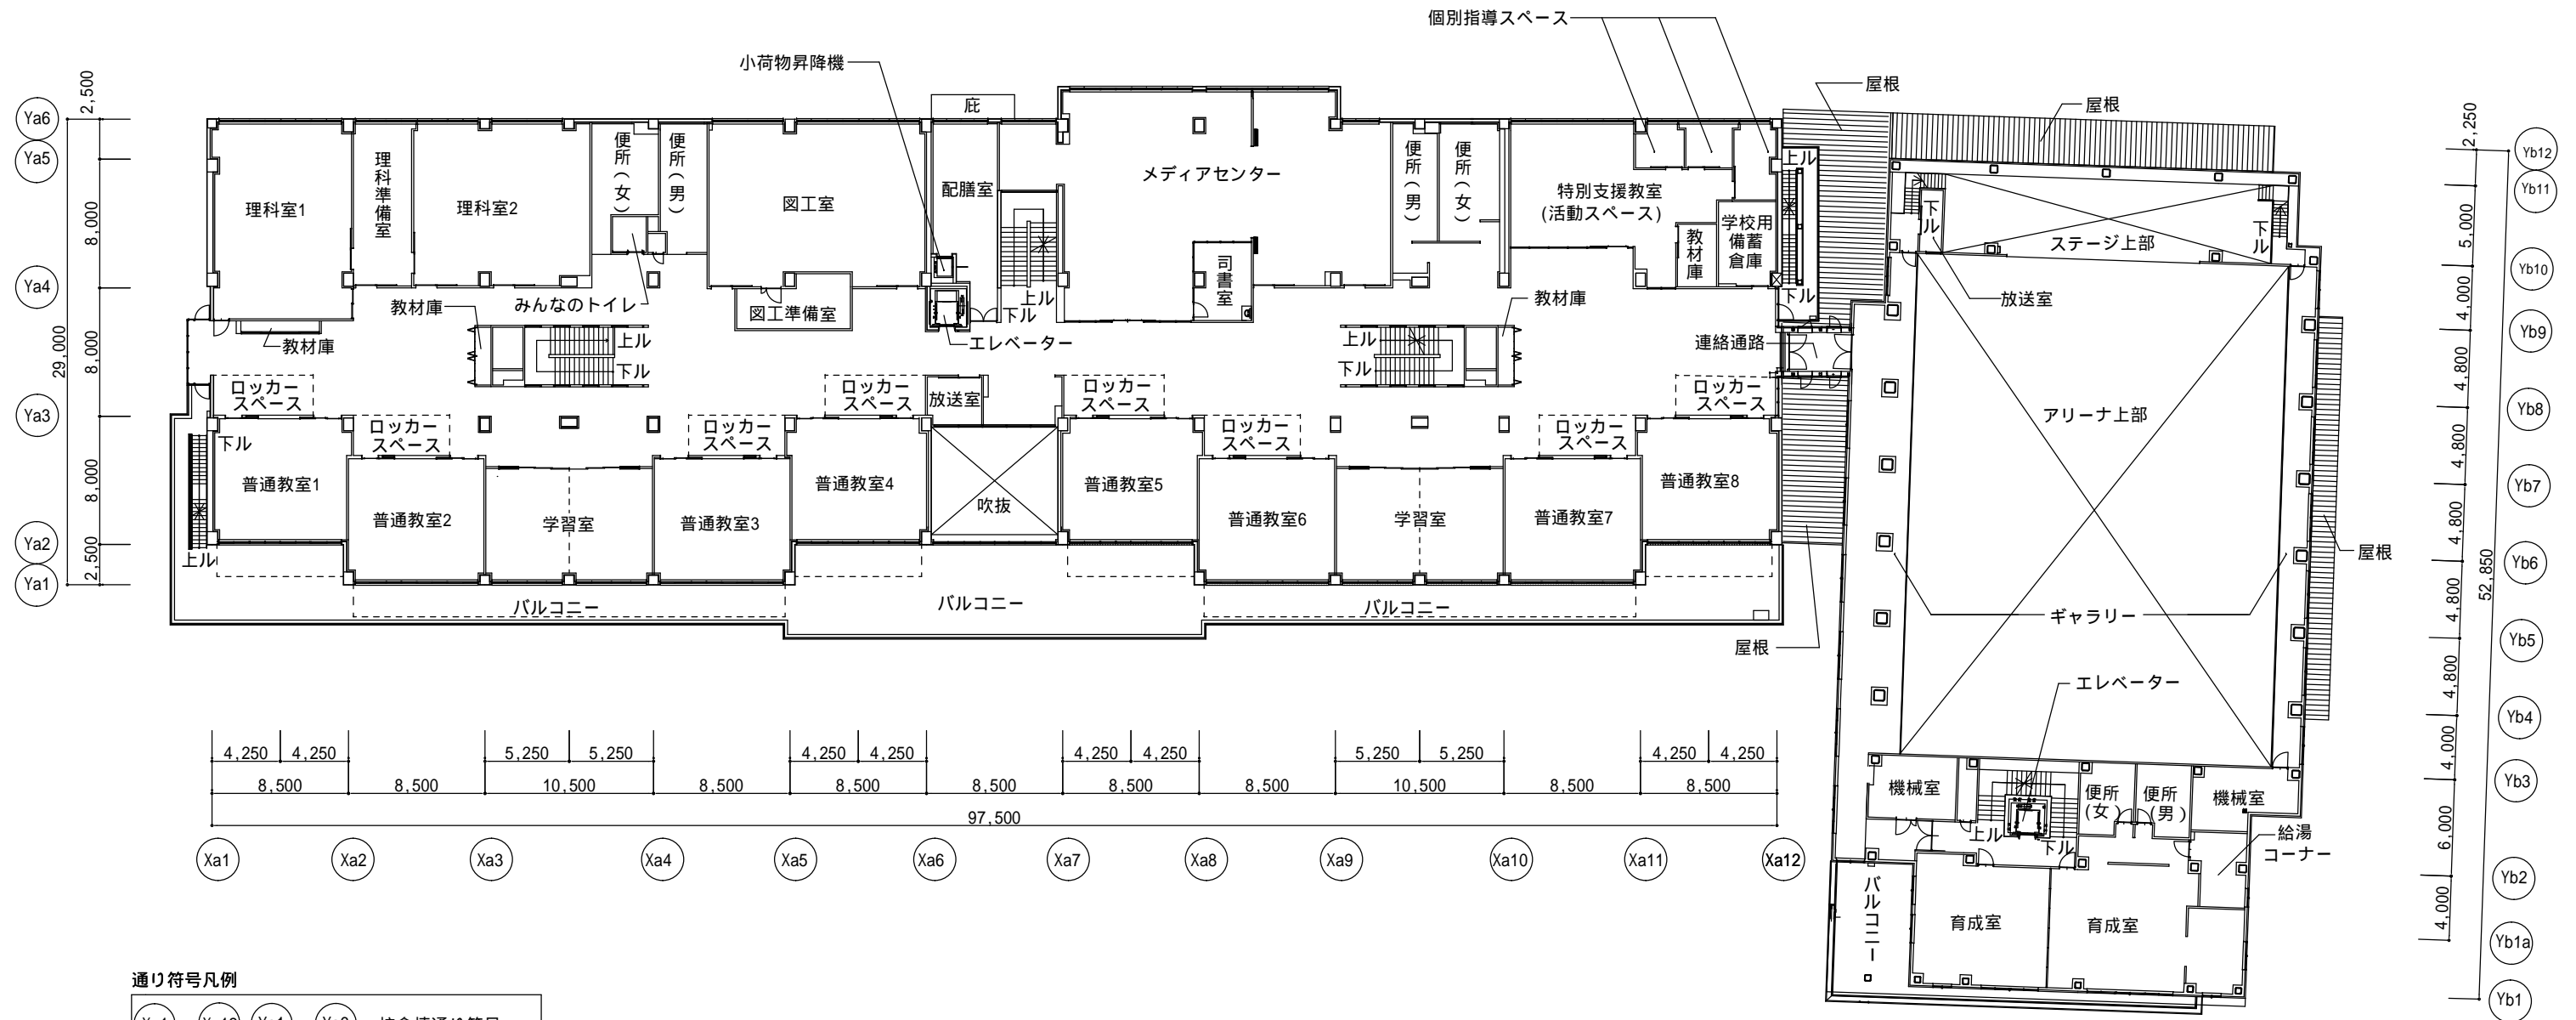 個別指導スペース
小荷物昇降機
庇
屋根
屋根
Ya6
Ya5
Ya4
Ya3
Ya2
Ya1
2,500
8,000
8,000
8,000
2,500
29,000
理科室1
理科準備室
理科室2
便所(女)
便所(男)
図工室
配膳室
メディアセンター
便所(男)
便所(女)
特別支援教室
(活動スペース)
教材庫
学校用
備蓄
倉庫
上ル
下ル
下ル
ステージ上部
下ル
放送室
教材庫
教材庫
みんなのトイレ
図工準備室
司書室
上ル
下ル
エレベーター
教材庫
連絡通路
上ル
下ル
上ル
下ル
ロッカー
スペース
ロッカー
スペース
ロッカー
スペース
ロッカー
スペース
放送室
ロッカー
スペース
ロッカー
スペース
ロッカー
スペース
ロッカー
スペース
アリーナ上部
下ル
上ル
普通教室1
普通教室2
学習室
普通教室3
普通教室4
吹抜
普通教室5
普通教室6
学習室
普通教室7
普通教室8
バルコニー
バルコニー
バルコニー
屋根
屋根
ギャラリー
エレベーター
機械室
便所
(女)
便所
(男)
機械室
上ル
下ル
給湯
コーナー
バルコニー
育成室
育成室
2,250
5,000
4,000
4,800
4,800
4,800
4,800
4,800
4,000
6,000
4,000
52,850
Yb12
Yb11
Yb10
Yb9
Yb8
Yb7
Yb6
Yb5
Yb4
Yb3
Yb2
Yb1a
Yb1
4,250 4,250 5,250 5,250 4,250 4,250 4,250 4,250 5,250 5,250 4,250 4,250
8,500 8,500 10,500 8,500 8,500 8,500 8,500 8,500 10,500 8,500 8,500
97,500
Xa1 Xa2 Xa3 Xa4 Xa5 Xa6 Xa7 Xa8 Xa9 Xa10 Xa11 Xa12
通り符号凡例